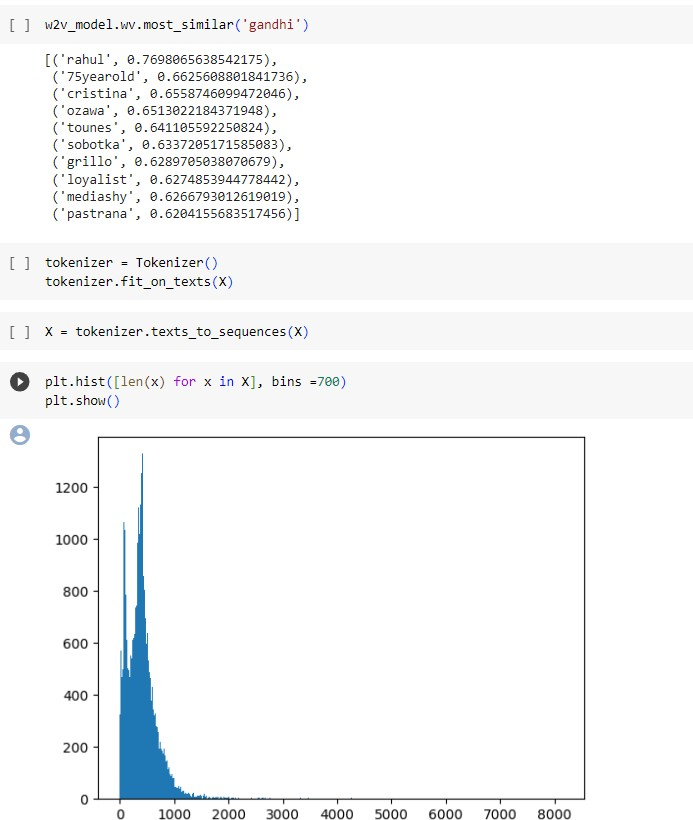 [ ] w2v_model.wv.most_similar('gandhi')
[('rahul', 0.7698065638542175),
('75yearold', 0.6625608801841736),
('cristina', 0.6558746099472046),
('ozawa', 0.6513022184371948),
('tounes', 0.641105592250824),
('sobotka', 0.6337205171585083),
('grillo', 0.6289705038070679),
('loyalist', 0.6274853944778442),
('mediashy', 0.6266793012619019),
('pastrana', 0.6204155683517456)]
[ ] tokenizer = Tokenizer()
tokenizer.fit_on_texts(X)
[ ] X = tokenizer.texts_to_sequences(X)
plt.hist([len(x) for x in X], bins =700)
plt.show()
1200
1000
800
600
400
200
0
0 1000 2000 3000 4000 5000 6000 7000 8000